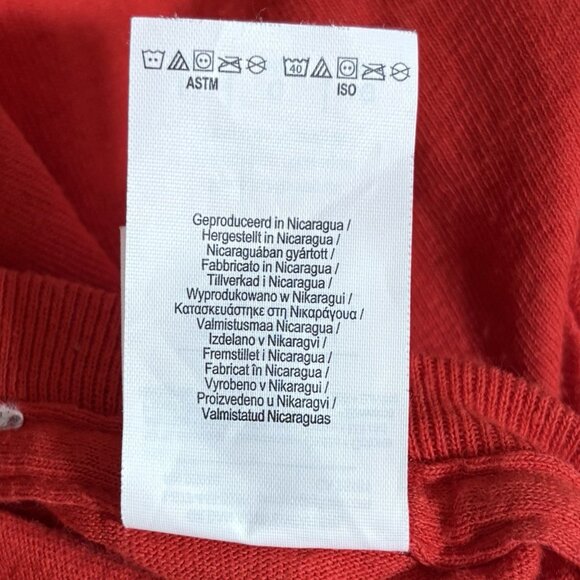 40
ASTM ISO
Geproduceerd in Nicaragua /
Hergestellt in Nicaragua /
Nicaraguában gyártott /
Fabbricato in Nicaragua /
Tillverkad i Nicaragua /
Wyprodukowano w Nikaragui /
Κατασκευάστηκε στη Νικαράγουα /
Valmistusmaa Nicaragua /
Izdelano v Nikaragvi /
Fremstillet i Nicaragua /
Fabricat în Nicaragua /
Vyrobeno v Nikaragui /
Proizvedeno u Nikaragvi /
Valmistatud Nicaraguas